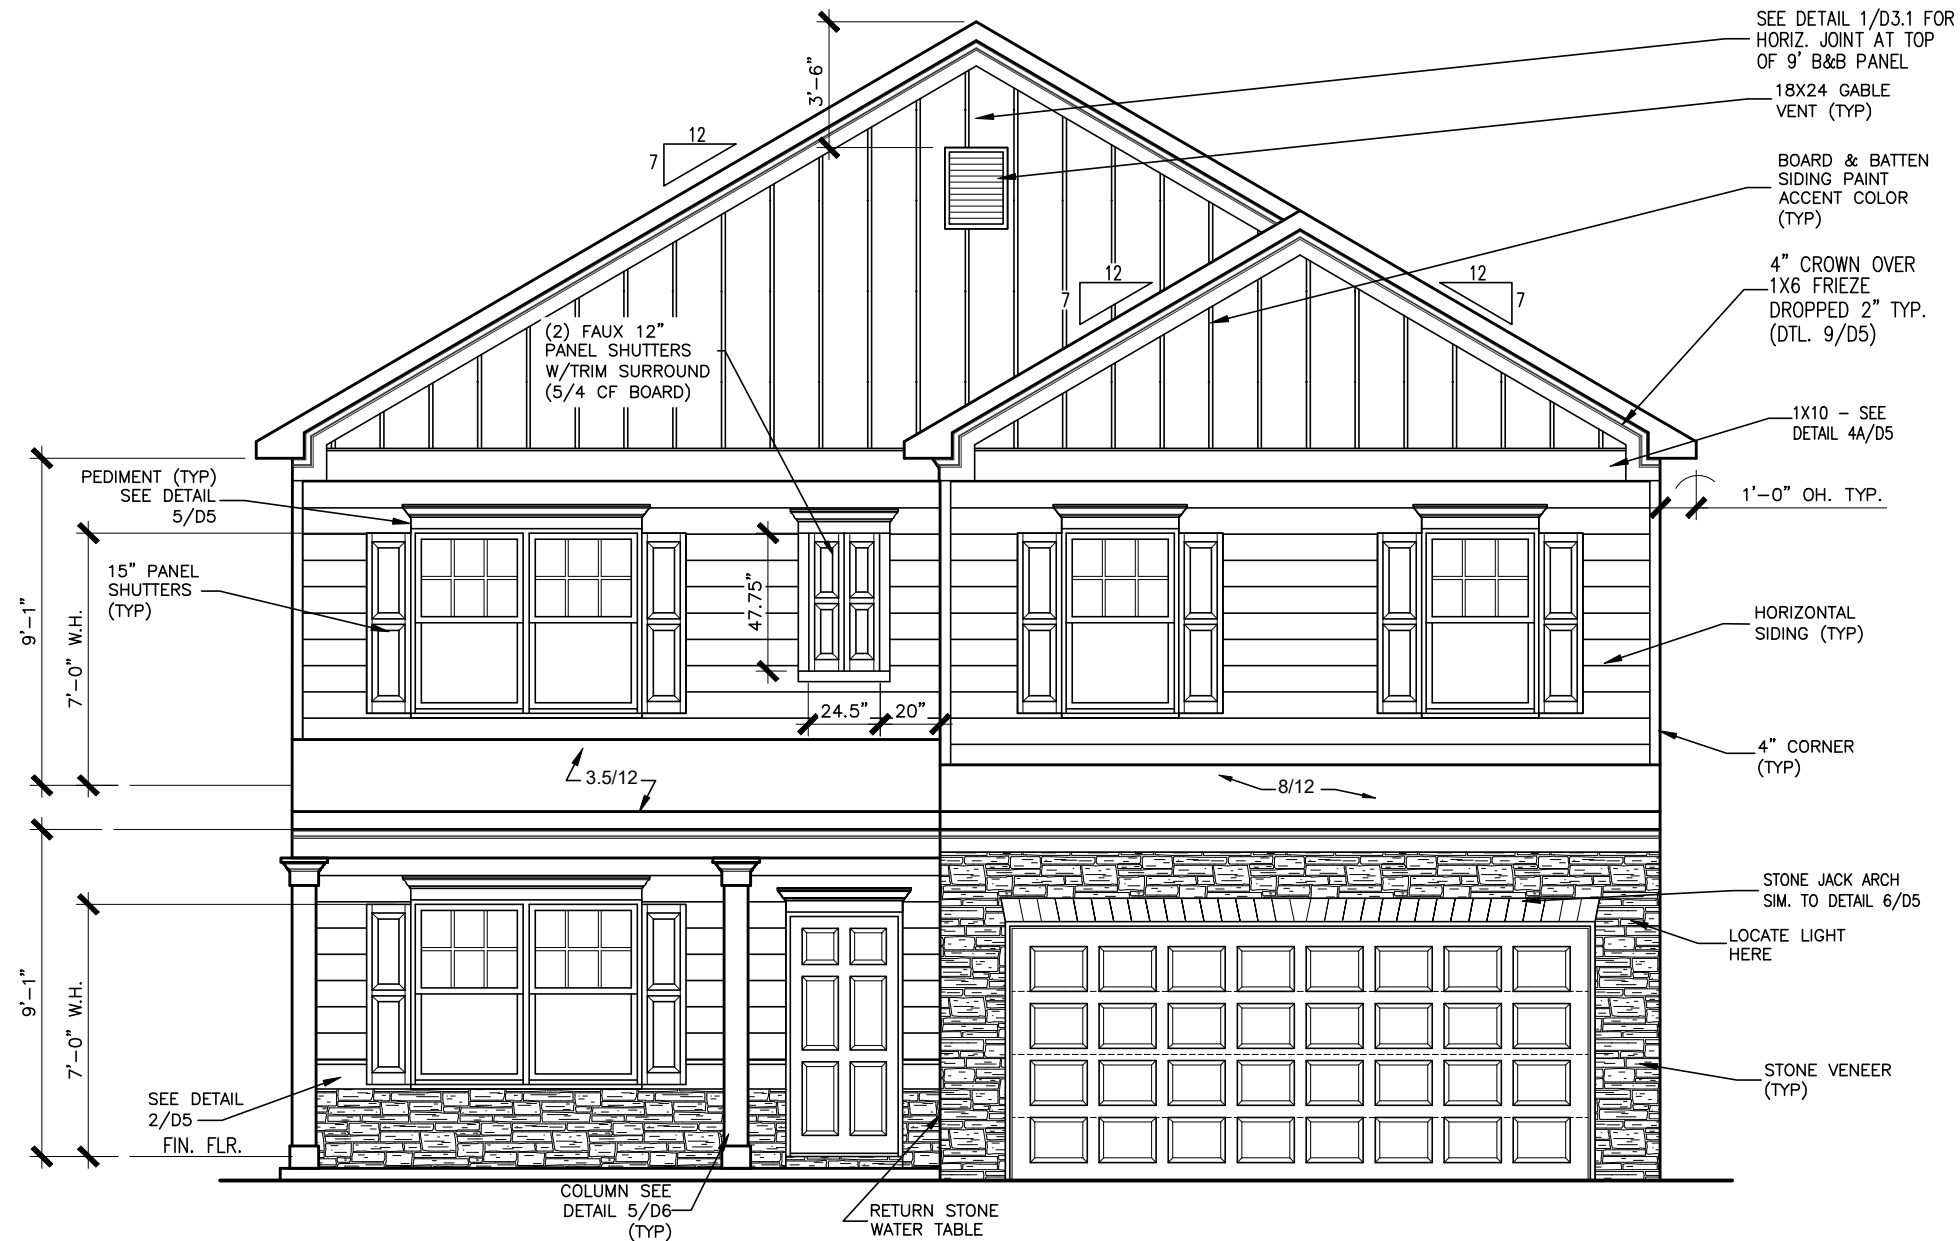 SEE DETAIL 1/D3.1 FOR
HORIZ. JOINT AT TOP
OF 9' B&B PANEL
18X24 GABLE
VENT (TYP)
3'-6"
12
7
BOARD & BATTEN
SIDING PAINT
ACCENT COLOR
(TYP)
12
7
12
7
4" CROWN OVER
1X6 FRIEZE
DROPPED 2" TYP.
(DTL. 9/D5)
(2) FAUX 12"
PANEL SHUTTERS
W/TRIM SURROUND
(5/4 CF BOARD)
1X10 - SEE
DETAIL 4A/D5
PEDIMENT (TYP)
SEE DETAIL
5/D5
1'-0" OH. TYP.
15" PANEL
SHUTTERS
(TYP)
9'-1"
7'-0" W.H.
47.75"
HORIZONTAL
SIDING (TYP)
24.5"
20"
4" CORNER
(TYP)
3.5/12
8/12
STONE JACK ARCH
SIM. TO DETAIL 6/D5
LOCATE LIGHT
HERE
9'-1"
7'-0" W.H.
STONE VENEER
(TYP)
SEE DETAIL
2/D5
FIN. FLR.
COLUMN SEE
DETAIL 5/D6
(TYP)
RETURN STONE
WATER TABLE